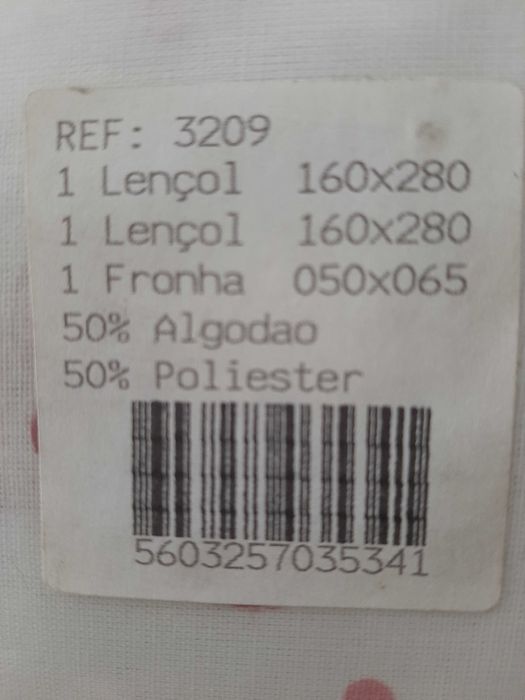 REF: 3209
1 Lençol 160x280
1 Lençol 160x280
1 Fronha 050x065
50% Algodao
50% Poliester
5603257035341